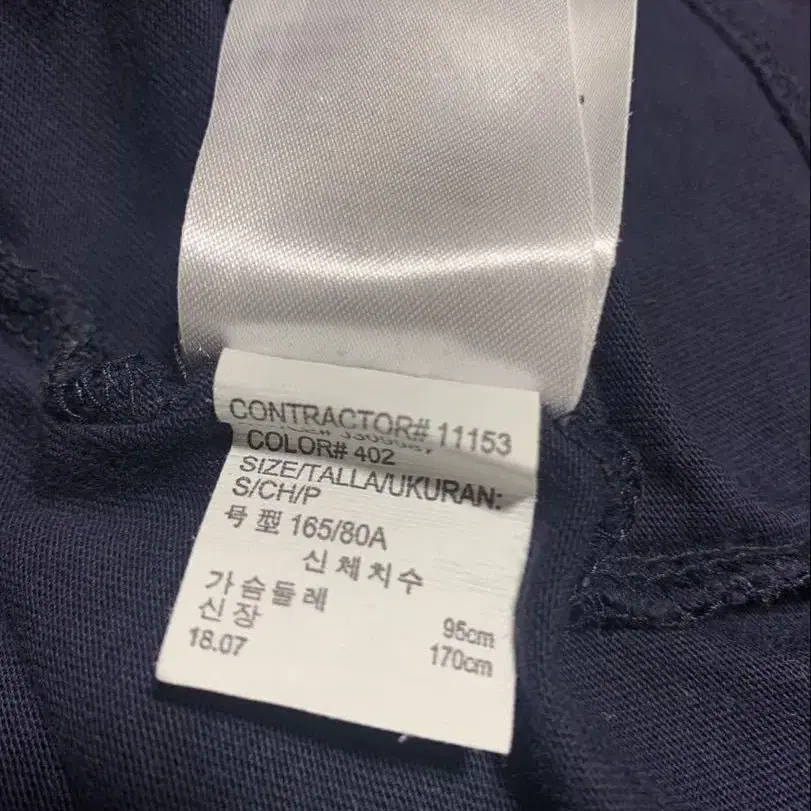 CONTRACTOR# 11153
COLOR# 402
SIZE/TALLA/UKURAN:
S/CH/P
号型 165/80A
신체치수
가슴둘레 95cm
신장 170cm
18.07